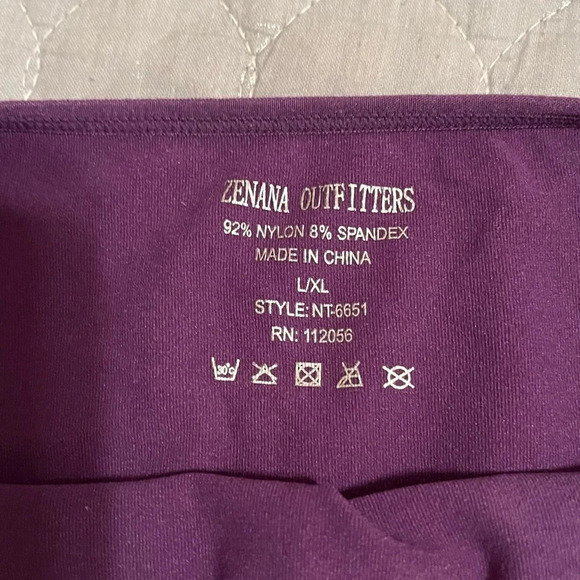 ZENANA OUTFITTERS
92% NYLON 8% SPANDEX
MADE IN CHINA
L/XL
STYLE: NT-6651
RN: 112056
30°C